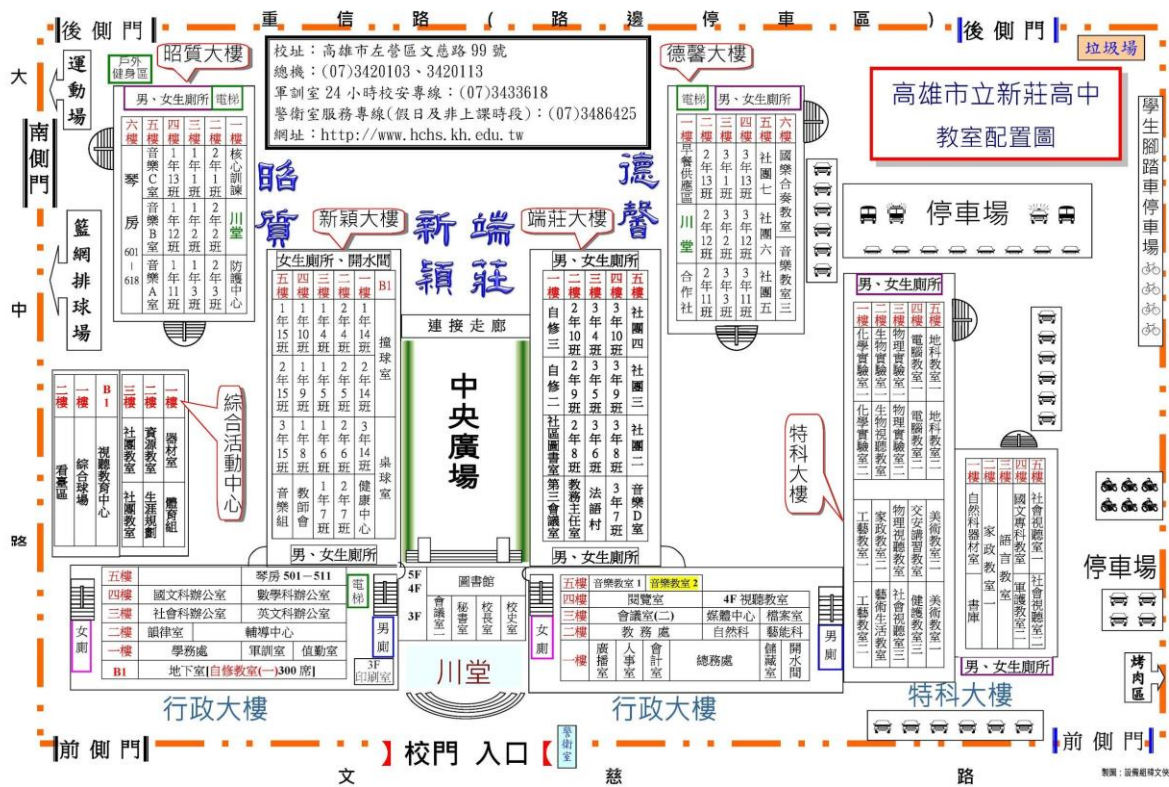 重信路(路邊停車區)
後側門
後側門
垃圾場
大中路
運動場
戶外健身區
昭質大樓
校址：高雄市左營區文慈路 99 號
總機：(07)3420103、3420113
軍訓室 24 小時校安專線：(07)3433618
警衛室服務專線(假日及非上課時段)：(07)3486425
網址：http://www.hchs.kh.edu.tw
德馨大樓
高雄市立新莊高中
教室配置圖
學生腳踏車停車場
南側門
籃網排球場
男、女生廁所
電梯
六樓 琴房 601－618
五樓 音樂C室 音樂B室 音樂A室
四樓 1年13班 1年12班 1年11班
三樓 1年1班 1年2班 1年3班
二樓 2年1班 2年2班 2年3班
一樓 核心訓諫 川堂 防護中心
昭質
新穎
端莊
德馨
電梯
男、女生廁所
一樓 早餐供應區 川堂 合作社
二樓 2年13班 2年12班 2年11班
三樓 3年1班 3年2班 3年3班
四樓 3年13班 3年12班 3年11班
五樓 社團七 社團六 社團五
六樓 國樂合奏教室 音樂教室三
停車場
新穎大樓
女生廁所、開水間
五樓 1年15班 2年15班 3年15班 音樂組
四樓 1年10班 1年9班 1年8班 教師會
三樓 1年4班 1年5班 1年6班 1年7班
二樓 2年4班 2年5班 2年6班 2年7班
一樓 1年14班 2年14班 3年14班 健康中心
B1 撞球室 桌球室
男、女生廁所
連接走廊
中央廣場
端莊大樓
男、女生廁所
一樓 自修三 自修二 社區圖書室 第三會議室
二樓 2年10班 2年9班 2年8班 教務主任室
三樓 3年4班 3年5班 3年6班 法語村
四樓 3年10班 3年9班 3年8班 3年7班
五樓 社團四 社團三 社團二 音樂D室
男、女生廁所
綜合活動中心
二樓 看臺區
一樓 綜合球場
B1 視聽教育中心
三樓 社團教室 社團教室
二樓 資源教室 生涯規劃
一樓 器材室 體育組
特科大樓
男、女生廁所
一樓 化學實驗室一 化學實驗室二 工藝教室一 工藝教室二
二樓 生物實驗室一 生物視聽教室 家政教室二 藝術生活教室
三樓 物理實驗室一 物理實驗室二 物理視聽教室 社會視聽室三
四樓 電腦教室一 電腦教室二 交安講習教室 健護教室一
五樓 地科教室一 地科教室二 美術教室二 美術教室一
一樓 自然科器材室 書庫
二樓 家政教室一
三樓 語言教室
四樓 國文專科教室 軍護教室二
五樓 社會視聽室一 社會視聽室二
男、女生廁所
特科大樓
停車場
烤肉區
五樓 琴房 501－511
四樓 國文科辦公室 數學科辦公室
三樓 社會科辦公室 英文科辦公室
二樓 韻律室 輔導中心
一樓 學務處 軍訓室 值勤室
B1 地下室[自修教室(一)300 席]
女廁
電梯
男廁
3F
印刷室
行政大樓
5F
4F
圖書館
3F
會議室一
秘書室
校長室
校史室
川堂
五樓 音樂教室 1 音樂教室 2
四樓 閱覽室 4F 視聽教室
三樓 會議室(二) 媒體中心 檔案室
二樓 教務處 自然科 藝能科
一樓 廣播室 人事室 會計室 總務處 儲藏室 開水間
女廁
男廁
行政大樓
前側門
校門 入口
警衛室
前側門
文慈路
製圖：設備組韓文俠